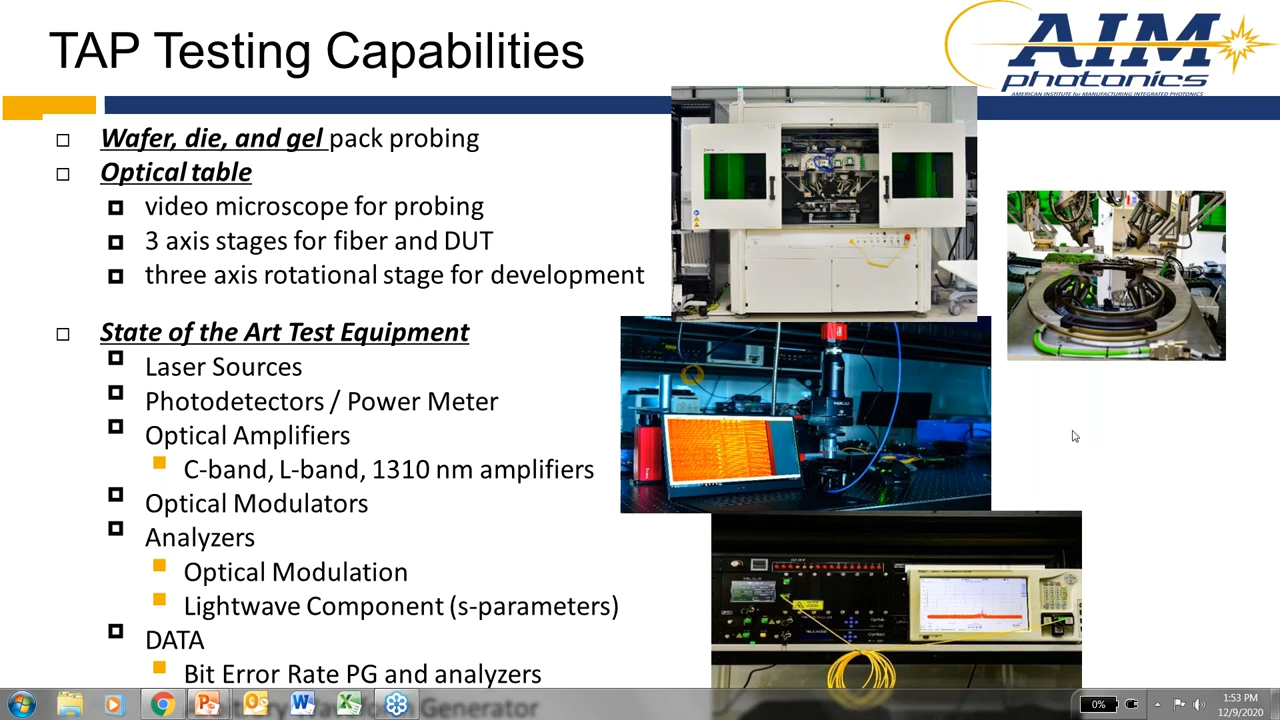 TAP Testing Capabilities
AIM
photonics
AMERICAN INSTITUTE for MANUFACTURING INTEGRATED PHOTONICS
Wafer, die, and gel pack probing
Optical table
video microscope for probing
3 axis stages for fiber and DUT
three axis rotational stage for development
State of the Art Test Equipment
Laser Sources
Photodetectors / Power Meter
Optical Amplifiers
C-band, L-band, 1310 nm amplifiers
Optical Modulators
Analyzers
Optical Modulation
Lightwave Component (s-parameters)
DATA
Bit Error Rate PG and analyzers
Generator
0%
1:53 PM
12/9/2020